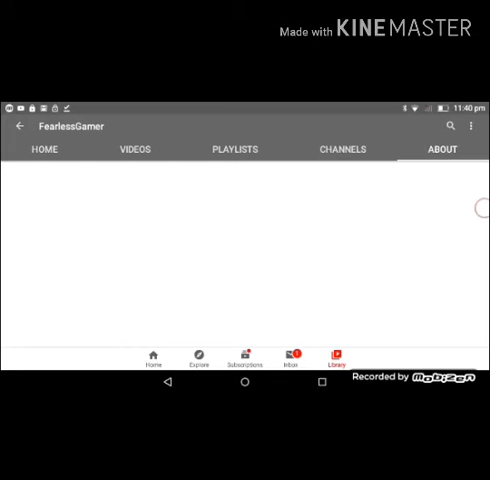 Made with KINEMASTER
11:40 pm
FearlessGamer
HOME VIDEOS PLAYLISTS CHANNELS ABOUT
Home Explore Subscriptions Inbox Library
1
Recorded by mobizen